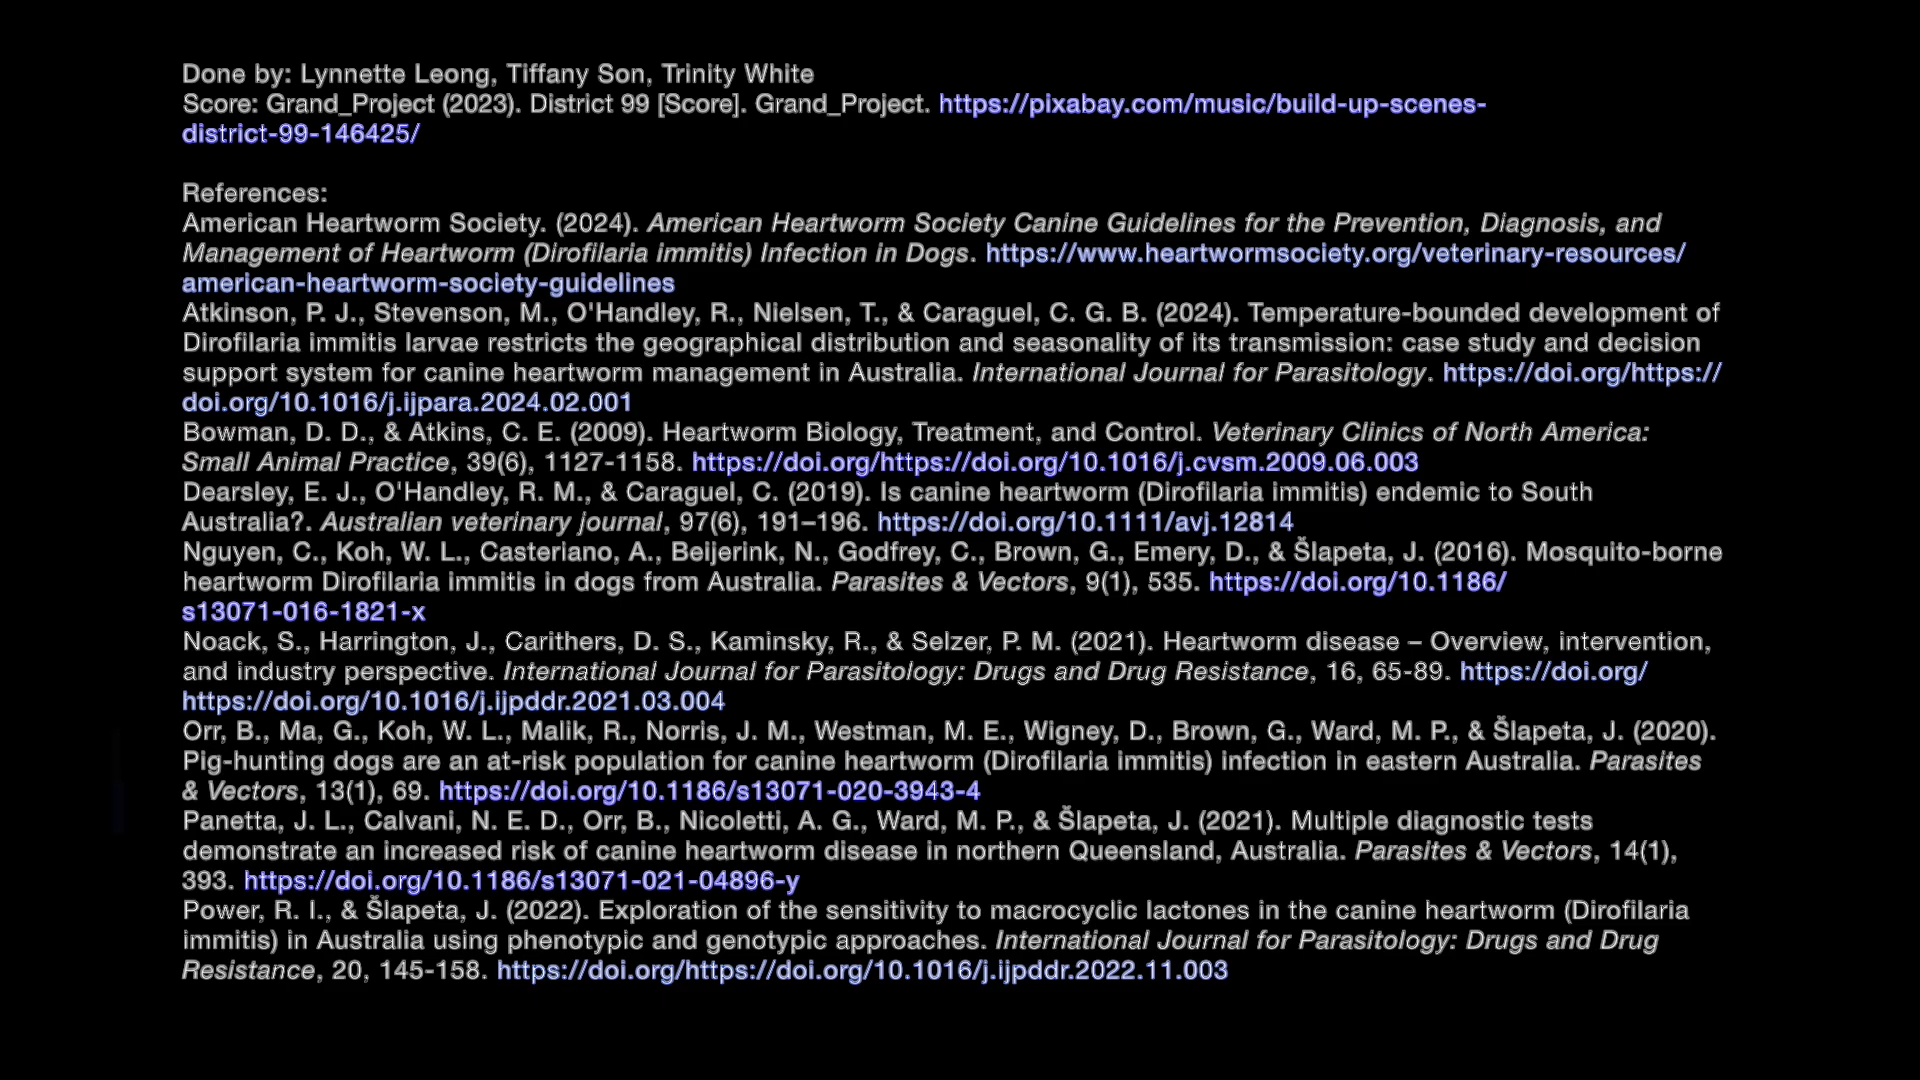 Done by: Lynnette Leong, Tiffany Son, Trinity White
Score: Grand_Project (2023). District 99 [Score]. Grand_Project. https://pixabay.com/music/build-up-scenes-
district-99-146425/
References:
American Heartworm Society. (2024). American Heartworm Society Canine Guidelines for the Prevention, Diagnosis, and
Management of Heartworm (Dirofilaria immitis) Infection in Dogs. https://www.heartwormsociety.org/veterinary-resources/
american-heartworm-society-guidelines
Atkinson, P. J., Stevenson, M., O'Handley, R., Nielsen, T., & Caraguel, C. G. B. (2024). Temperature-bounded development of
Dirofilaria immitis larvae restricts the geographical distribution and seasonality of its transmission: case study and decision
support system for canine heartworm management in Australia. International Journal for Parasitology. https://doi.org/https://
doi.org/10.1016/j.ijpara.2024.02.001
Bowman, D. D., & Atkins, C. E. (2009). Heartworm Biology, Treatment, and Control. Veterinary Clinics of North America:
Small Animal Practice, 39(6), 1127-1158. https://doi.org/https://doi.org/10.1016/j.cvsm.2009.06.003
Dearsley, E. J., O'Handley, R. M., & Caraguel, C. (2019). Is canine heartworm (Dirofilaria immitis) endemic to South
Australia?. Australian veterinary journal, 97(6), 191–196. https://doi.org/10.1111/avj.12814
Nguyen, C., Koh, W. L., Casteriano, A., Beijerink, N., Godfrey, C., Brown, G., Emery, D., & Šlapeta, J. (2016). Mosquito-borne
heartworm Dirofilaria immitis in dogs from Australia. Parasites & Vectors, 9(1), 535. https://doi.org/10.1186/
s13071-016-1821-x
Noack, S., Harrington, J., Carithers, D. S., Kaminsky, R., & Selzer, P. M. (2021). Heartworm disease – Overview, intervention,
and industry perspective. International Journal for Parasitology: Drugs and Drug Resistance, 16, 65-89. https://doi.org/
https://doi.org/10.1016/j.ijpddr.2021.03.004
Orr, B., Ma, G., Koh, W. L., Malik, R., Norris, J. M., Westman, M. E., Wigney, D., Brown, G., Ward, M. P., & Šlapeta, J. (2020).
Pig-hunting dogs are an at-risk population for canine heartworm (Dirofilaria immitis) infection in eastern Australia. Parasites
& Vectors, 13(1), 69. https://doi.org/10.1186/s13071-020-3943-4
Panetta, J. L., Calvani, N. E. D., Orr, B., Nicoletti, A. G., Ward, M. P., & Šlapeta, J. (2021). Multiple diagnostic tests
demonstrate an increased risk of canine heartworm disease in northern Queensland, Australia. Parasites & Vectors, 14(1),
393. https://doi.org/10.1186/s13071-021-04896-y
Power, R. I., & Šlapeta, J. (2022). Exploration of the sensitivity to macrocyclic lactones in the canine heartworm (Dirofilaria
immitis) in Australia using phenotypic and genotypic approaches. International Journal for Parasitology: Drugs and Drug
Resistance, 20, 145-158. https://doi.org/https://doi.org/10.1016/j.ijpddr.2022.11.003